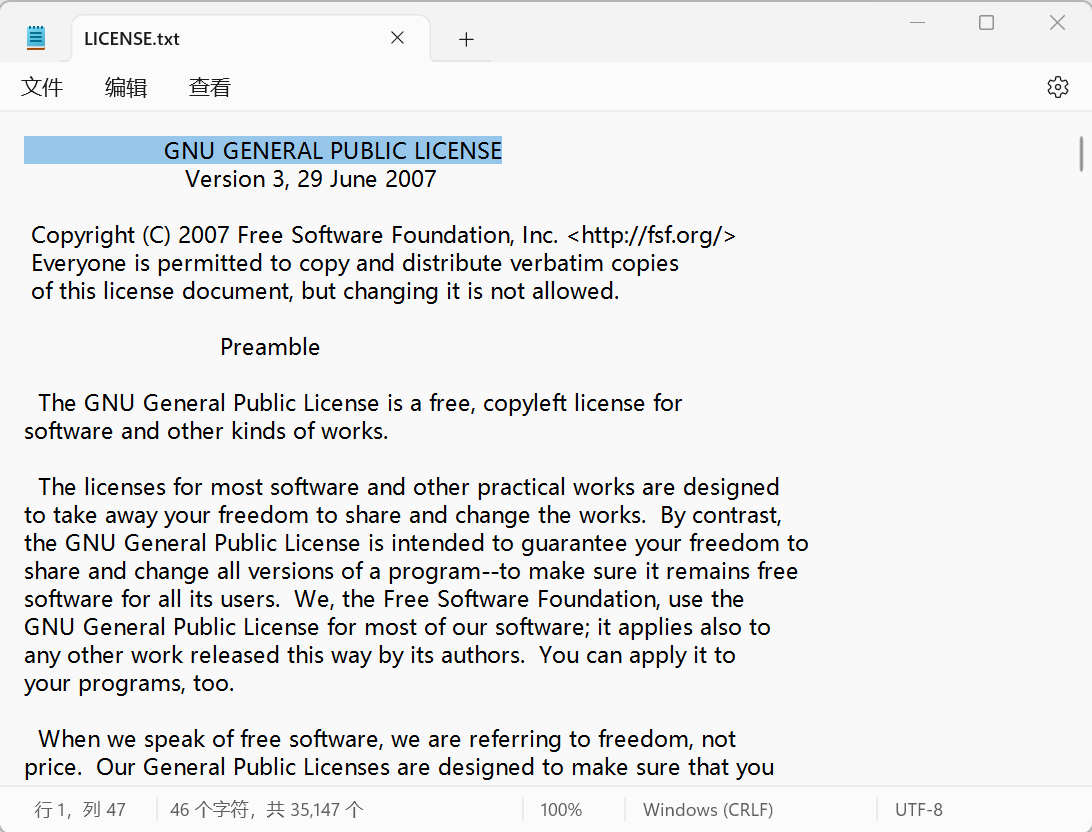 LICENSE.txt
文件 编辑 查看
GNU GENERAL PUBLIC LICENSE
Version 3, 29 June 2007
Copyright (C) 2007 Free Software Foundation, Inc. <http://fsf.org/>
Everyone is permitted to copy and distribute verbatim copies
of this license document, but changing it is not allowed.
Preamble
The GNU General Public License is a free, copyleft license for
software and other kinds of works.
The licenses for most software and other practical works are designed
to take away your freedom to share and change the works.  By contrast,
the GNU General Public License is intended to guarantee your freedom to
share and change all versions of a program--to make sure it remains free
software for all its users.  We, the Free Software Foundation, use the
GNU General Public License for most of our software; it applies also to
any other work released this way by its authors.  You can apply it to
your programs, too.
When we speak of free software, we are referring to freedom, not
price.  Our General Public Licenses are designed to make sure that you
行 1，列 47 46 个字符，共 35,147 个 100% Windows (CRLF) UTF-8